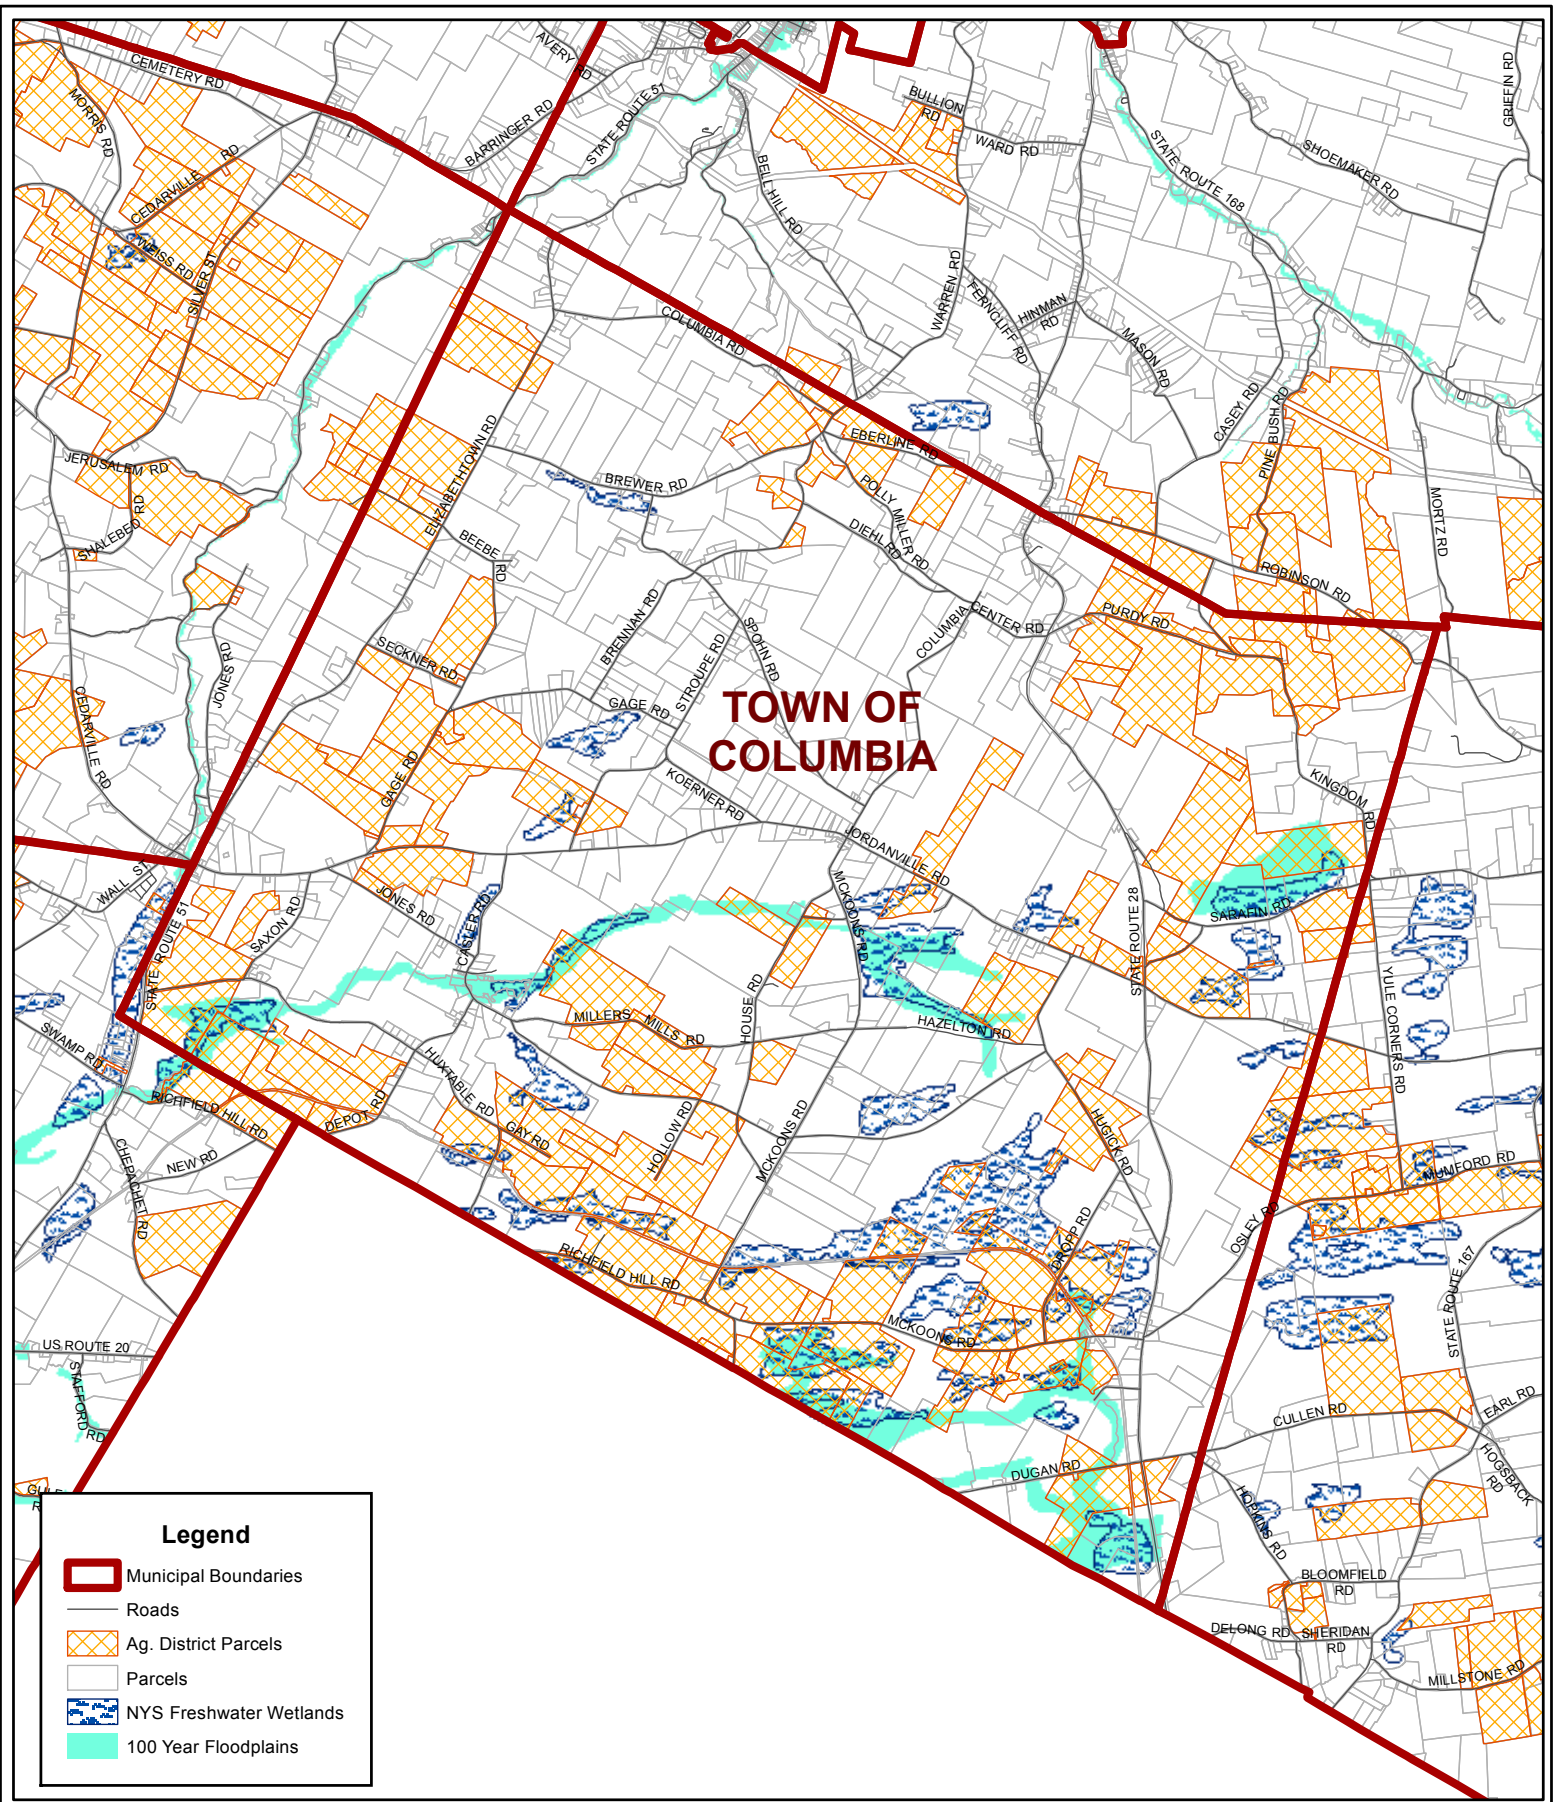 CEMETERY RD
AVERY RD
MORRIS RD
BARRINGER RD
STATE ROUTE 51
BULLION
RD
WARD RD
GRIFFIN RD
SHOEMAKER RD
STATE ROUTE 168
CEDARVILLE RD
BELL HILL RD
WEISS RD
SILVER ST
WARREN RD
FERNCLIFF RD
HINMAN
RD
COLUMBIA RD
MASON RD
CASEY RD
PINE BUSH RD
EBERLINE RD
ELIZABETHTOWN RD
JERUSALEM RD
BREWER RD
POLLY MILLER RD
MORTZ RD
SHALEBED RD
BEEBE
RD
DIEHL RD
ROBINSON RD
BRENNAN RD
STROUPE RD
SPOHN RD
COLUMBIA CENTER RD
PURDY RD
SECKNER RD
JONES RD
CEDARVILLE RD
GAGE RD
TOWN OF
COLUMBIA
GAGE RD
KOERNER RD
KINGDOM
RD
JORDANVILLE RD
WALL ST
JONES RD
STATE ROUTE 51
SAXON RD
CASLER RD
MCKOONS RD
STATE ROUTE 28
SARAFIN RD
HOUSE RD
YULE CORNERS RD
SWAMP RD
MILLERS MILLS RD
HAZELTON RD
HUXTABLE RD
RICHFIELD HILL RD
DEPOT RD
GAY RD
HOLLOW RD
MCKOONS RD
HUGICK RD
CHEPACHET RD
NEW RD
MUMFORD RD
DROPP RD
OSLEY RD
RICHFIELD HILL RD
STATE ROUTE 167
MCKOONS RD
US ROUTE 20
STAFFORD
RD
CULLEN RD
EARL RD
HOGSBACK
RD
DUGAN RD
HOPKINS RD
BLOOMFIELD
RD
DELONG RD
SHERIDAN
RD
MILLSTONE RD
Legend
Municipal Boundaries
Roads
Ag. District Parcels
Parcels
NYS Freshwater Wetlands
100 Year Floodplains